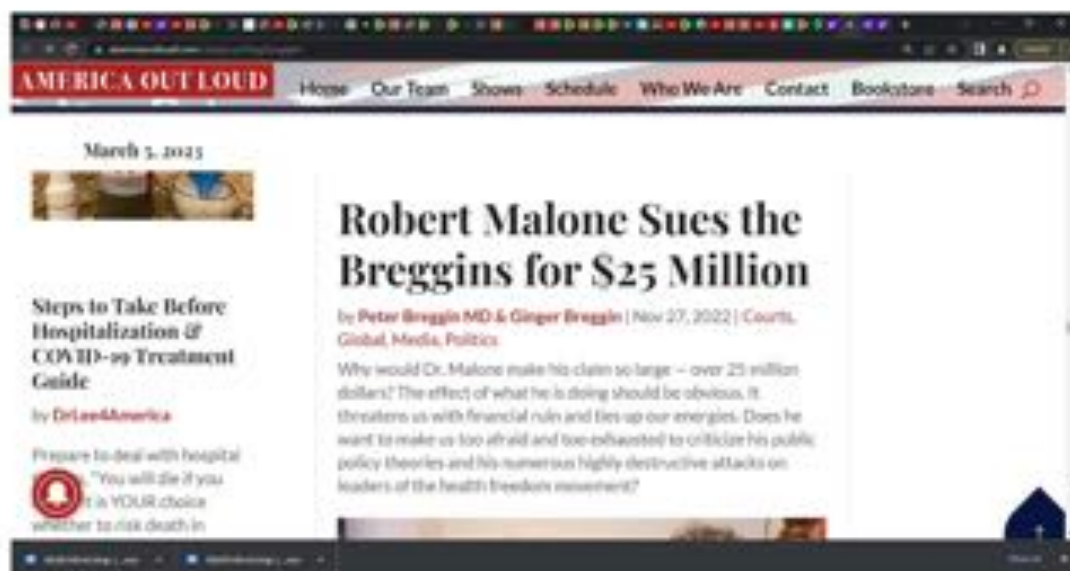 AMERICA OUT LOUD
Home Our Team Shows Schedule Who We Are Contact Bookstore Search
March 5, 2023
Steps to Take Before
Hospitalization &
COVID-19 Treatment
Guide
by DrLee4America
Prepare to deal with hospital
"You will die if you
t is YOUR choice
whether to risk death in
Robert Malone Sues the
Breggins for $25 Million
by Peter Breggin MD & Ginger Breggin | Nov 27, 2022 | Courts,
Global, Media, Politics
Why would Dr. Malone make his claim so large – over 25 million
dollars? The effect of what he is doing should be obvious. It
threatens us with financial ruin and ties up our energies. Does he
want to make us too afraid and too exhausted to criticize his public
policy theories and his numerous highly destructive attacks on
leaders of the health freedom movement?